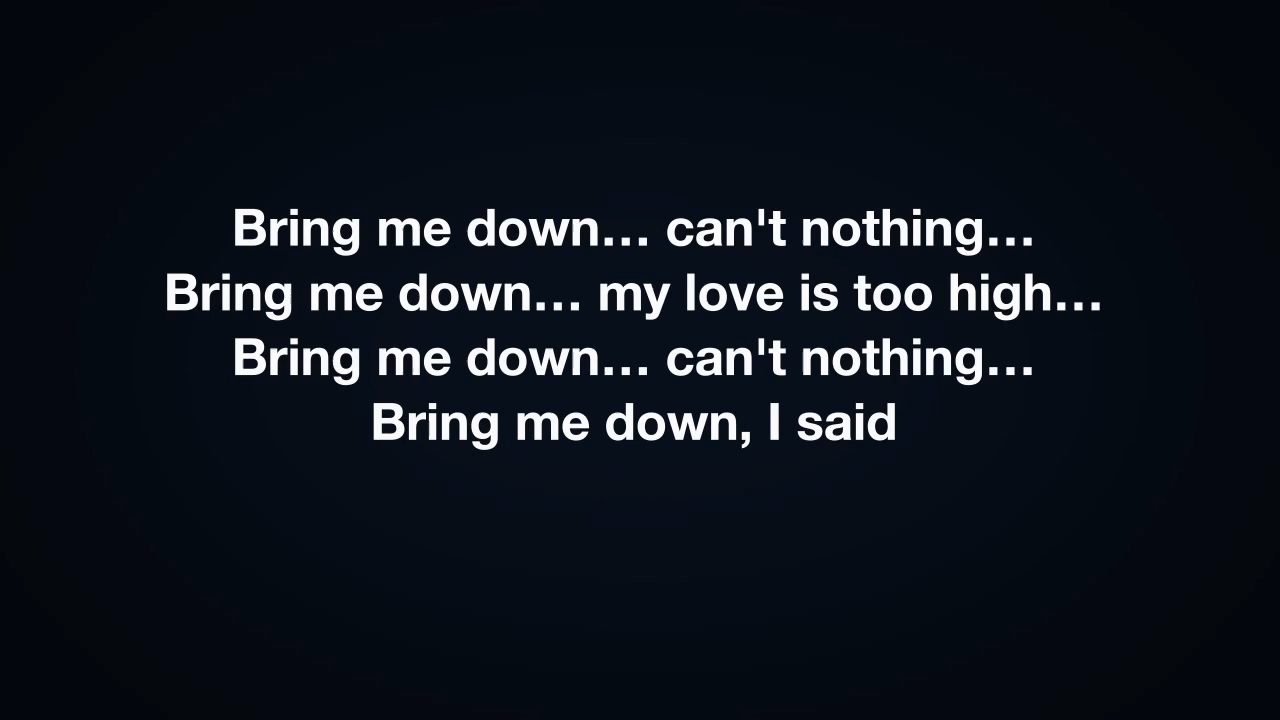 Bring me down… can't nothing…
Bring me down… my love is too high…
Bring me down… can't nothing…
Bring me down, I said